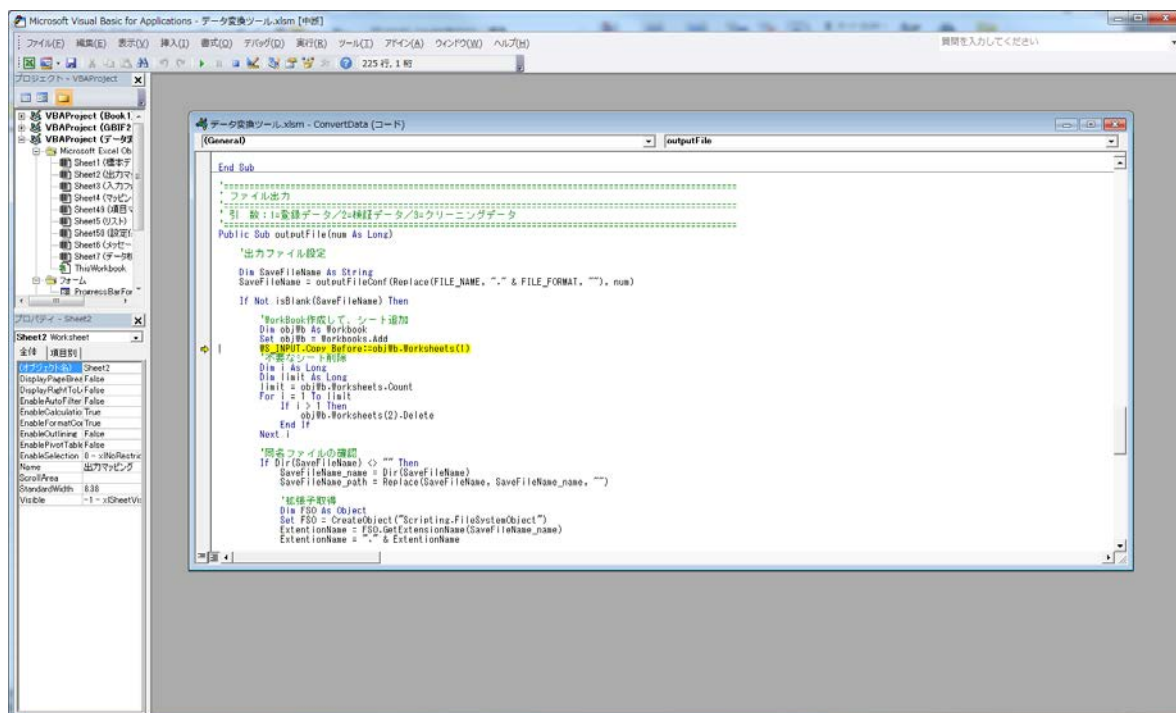 Microsoft Visual Basic for Applications - データ変換ツール.xlsm [中断]
ファイル(F) 編集(E) 表示(V) 挿入(I) 書式(O) デバッグ(D) 実行(R) ツール(T) アドイン(A) ウィンドウ(W) ヘルプ(H)
質問を入力してください
225 行, 1 桁
プロジェクト - VBAProject
VBAProject (Book1.
VBAProject (GBIF2
VBAProject (データ変
Microsoft Excel Ob
Sheet1 (標本デ
Sheet2 (出力マ
Sheet3 (入力フ
Sheet4 (マッピン
Sheet49 (項目マ
Sheet5 (リスト)
Sheet50 (設定
Sheet6 (メッセー
Sheet7 (データ
ThisWorkbook
フォーム
ProgressBarFor
プロパティ - Sheet2
Sheet2 Worksheet
全体 項目別
(オブジェクト名) Sheet2
DisplayPageBrea False
DisplayRightToL False
EnableAutoFilter False
EnableCalculatio True
EnableFormatCo True
EnableOutlining False
EnablePivotTabl False
EnableSelection 0 - xlNoRestric
Name 出力マッピング
ScrollArea
StandardWidth 8.38
Visible -1 - xlSheetVis
データ変換ツール.xlsm - ConvertData (コード)
(General) outputFile
End Sub
' ファイル出力
' 引 数：1=登録データ／2=検証データ／3=クリーニングデータ
Public Sub outputFile(num As Long)
'出力ファイル設定
Dim SaveFileName As String
SaveFileName = outputFileConf(Replace(FILE_NAME, "." & FILE_FORMAT, ""), num)
If Not isBlank(SaveFileName) Then
'WorkBook作成して、シート追加
Dim objWb As Workbook
Set objWb = Workbooks.Add
WS_INPUT.Copy Before:=objWb.Worksheets(1)
'不要なシート削除
Dim i As Long
Dim limit As Long
limit = objWb.Worksheets.Count
For i = 1 To limit
If i > 1 Then
objWb.Worksheets(2).Delete
End If
Next i
'同名ファイルの確認
If Dir(SaveFileName) <> "" Then
SaveFileName_name = Dir(SaveFileName)
SaveFileName_path = Replace(SaveFileName, SaveFileName_name, "")
'拡張子取得
Dim FSO As Object
Set FSO = CreateObject("Scripting.FileSystemObject")
ExtentionName = FSO.GetExtensionName(SaveFileName_name)
ExtentionName = "." & ExtentionName